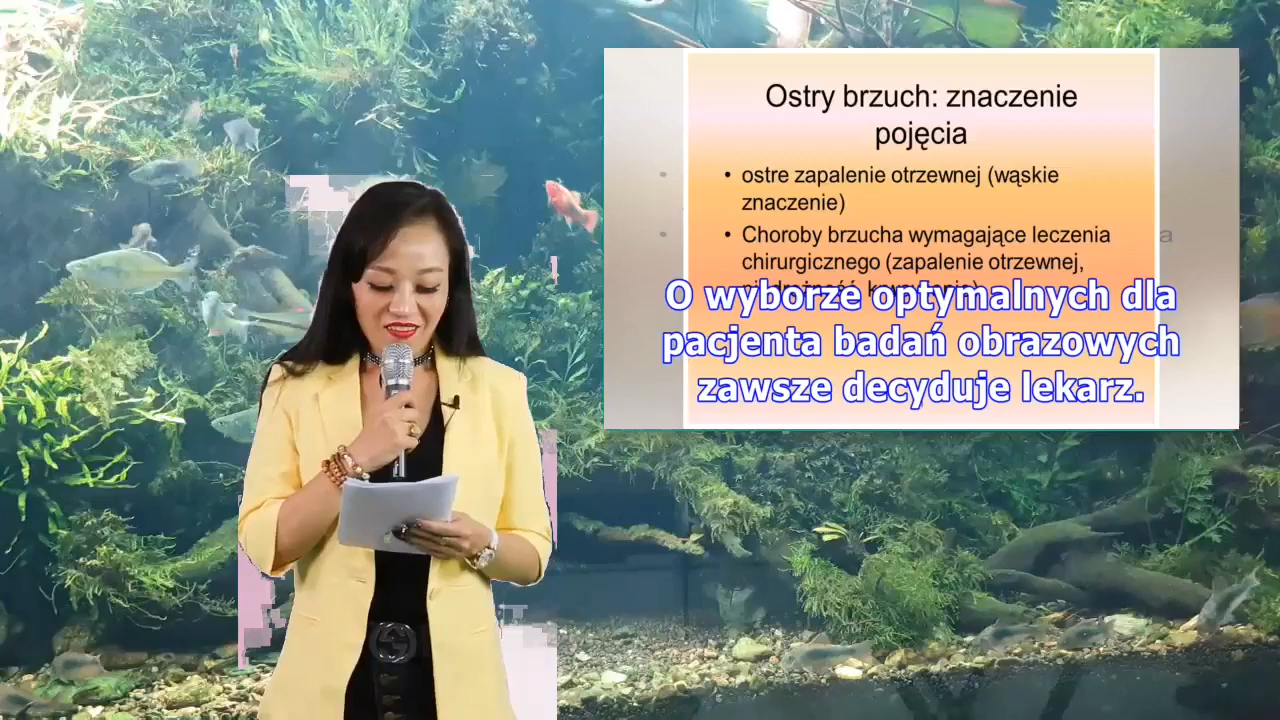 Ostry brzuch: znaczenie
pojęcia
• ostre zapalenie otrzewnej (wąskie
znaczenie)
• Choroby brzucha wymagające leczenia
chirurgicznego (zapalenie otrzewnej,
O wyborze optymalnych dla
pacjenta badań obrazowych
zawsze decyduje lekarz.